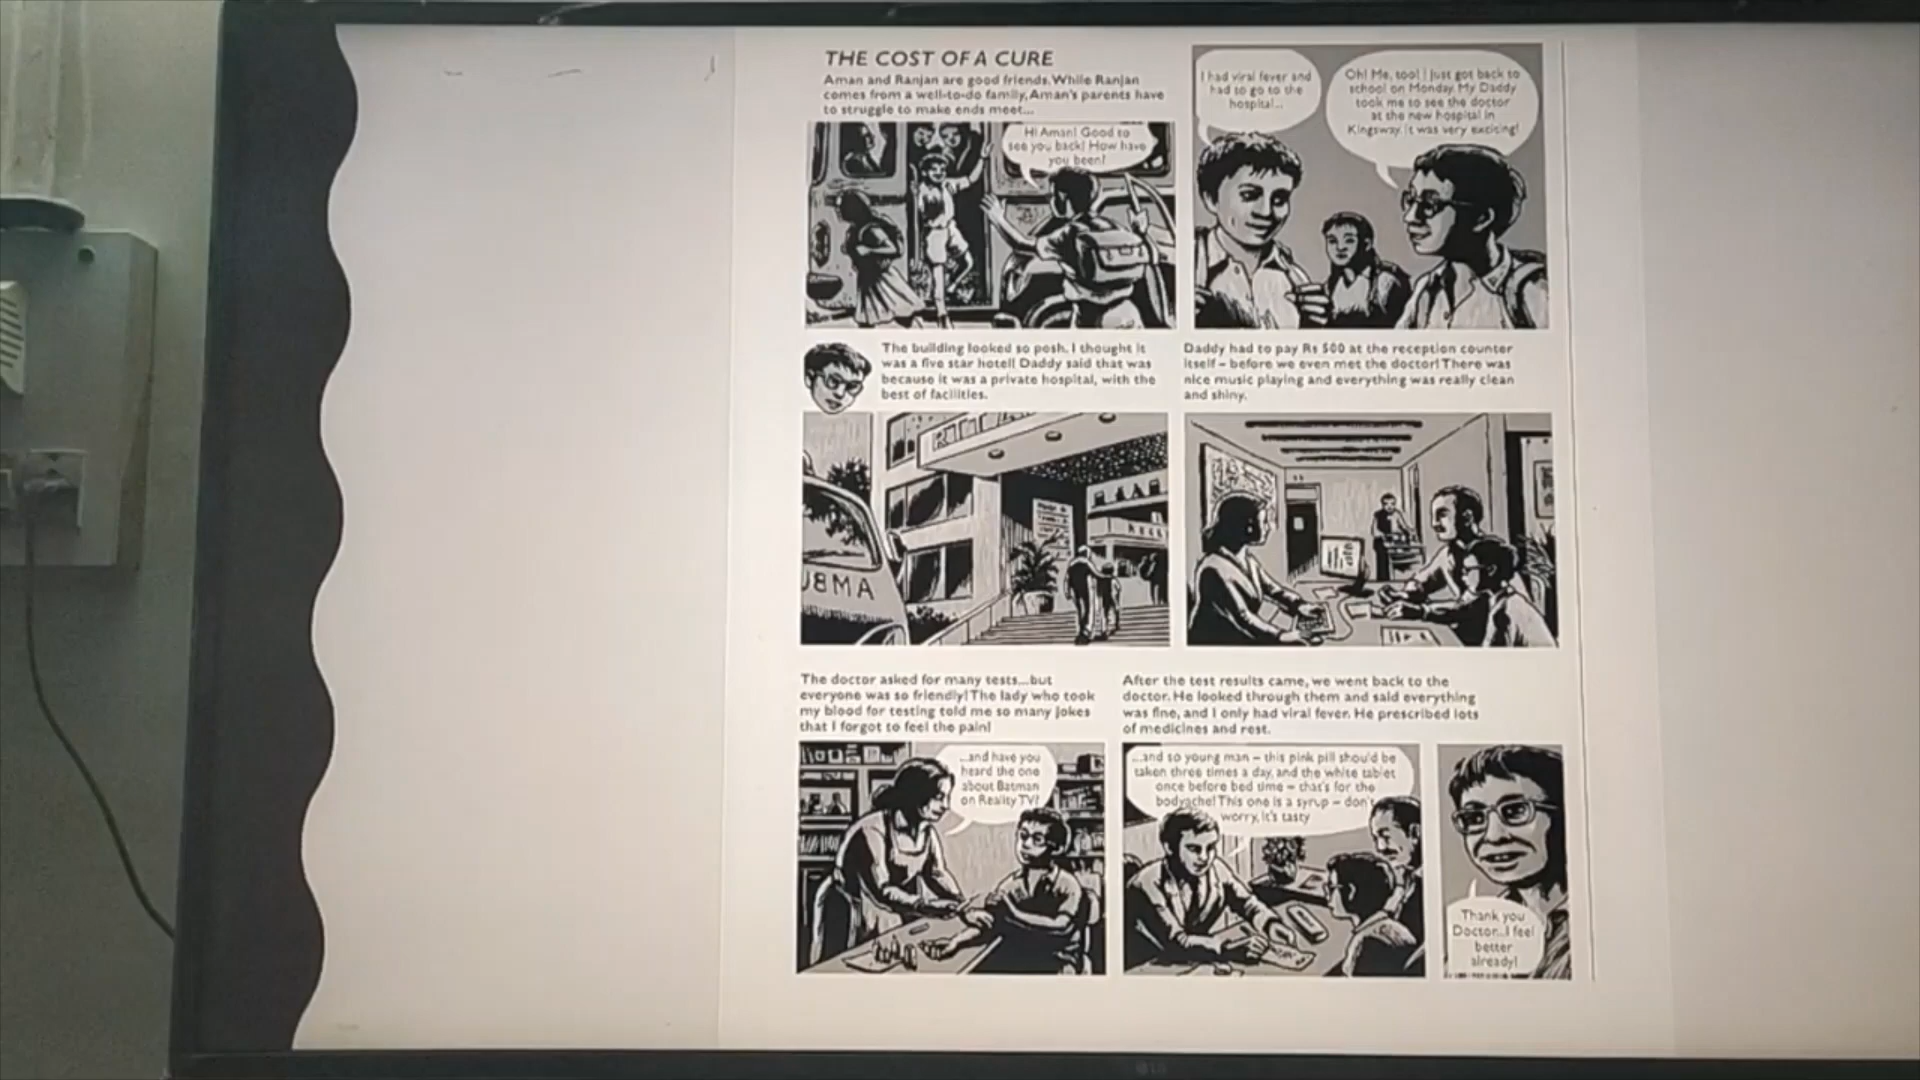 THE COST OF A CURE
Aman and Ranjan are good friends. While Ranjan
comes from a well-to-do family, Aman's parents have
to struggle to make ends meet...
Hi Aman! Good to
see you back! How have
you been?
I had viral fever and
had to go to the
hospital...
Oh! Me, too! I just got back to
school on Monday. My Daddy
took me to see the doctor
at the new hospital in
Kingsway. It was very exciting!
The building looked so posh. I thought it
was a five star hotel! Daddy said that was
because it was a private hospital, with the
best of facilities.
Daddy had to pay Rs 500 at the reception counter
itself – before we even met the doctor! There was
nice music playing and everything was really clean
and shiny.
The doctor asked for many tests...but
everyone was so friendly! The lady who took
my blood for testing told me so many jokes
that I forgot to feel the pain!
...and have you
heard the one
about Batman
on Reality TV?
After the test results came, we went back to the
doctor. He looked through them and said everything
was fine, and I only had viral fever. He prescribed lots
of medicines and rest.
...and so young man – this pink pill should be
taken three times a day, and the white tablet
once before bed time – that's for the
bodyache! This one is a syrup – don't
worry, it's tasty
Thank you
Doctor...I feel
better
already!
LG